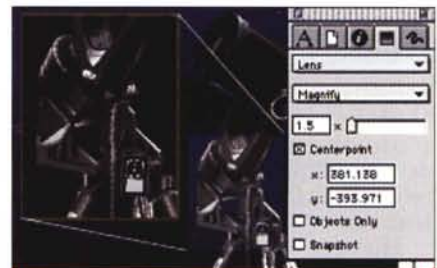 A
Lens
Magnify
1.5 ×
Centerpoint
x: 381.138
y: -393.971
Objects Only
Snapshot